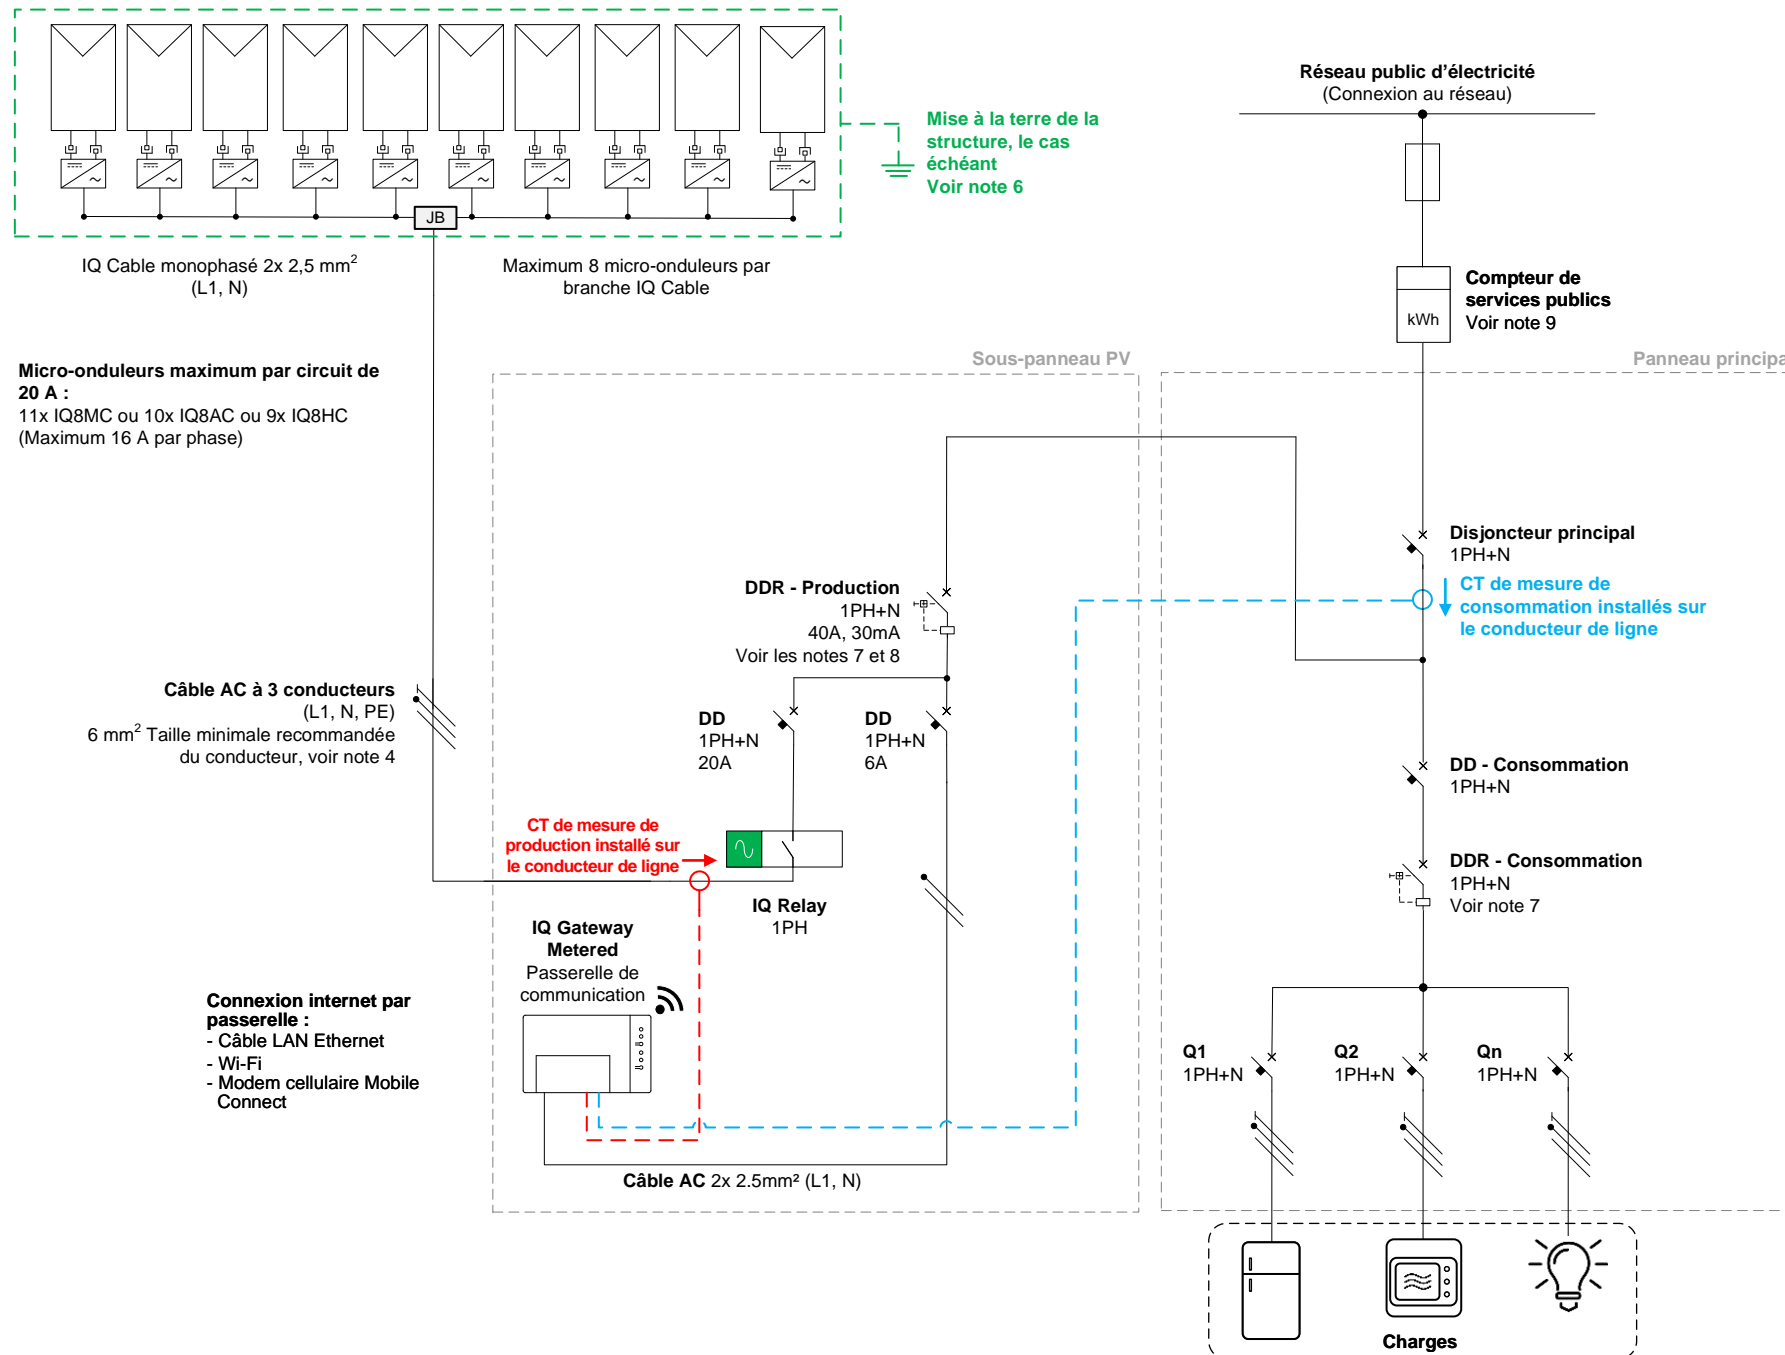 Réseau public d'électricité
(Connexion au réseau)
Mise à la terre de la
structure, le cas
échéant
Voir note 6
JB
IQ Cable monophasé 2x 2,5 mm²
(L1, N)
Maximum 8 micro-onduleurs par
branche IQ Cable
Compteur de
services publics
Voir note 9
kWh
Micro-onduleurs maximum par circuit de
20 A :
11x IQ8MC ou 10x IQ8AC ou 9x IQ8HC
(Maximum 16 A par phase)
Sous-panneau PV
Panneau principa
Disjoncteur principal
1PH+N
CT de mesure de
consommation installés sur
le conducteur de ligne
DDR - Production
1PH+N
40A, 30mA
Voir les notes 7 et 8
Câble AC à 3 conducteurs
(L1, N, PE)
6 mm² Taille minimale recommandée
du conducteur, voir note 4
DD
1PH+N
20A
DD
1PH+N
6A
DD - Consommation
1PH+N
CT de mesure de
production installé sur
le conducteur de ligne
IQ Relay
1PH
DDR - Consommation
1PH+N
Voir note 7
IQ Gateway
Metered
Passerelle de
communication
Connexion internet par
passerelle :
- Câble LAN Ethernet
- Wi-Fi
- Modem cellulaire Mobile
Connect
Q1
1PH+N
Q2
1PH+N
Qn
1PH+N
Câble AC 2x 2.5mm² (L1, N)
Charges